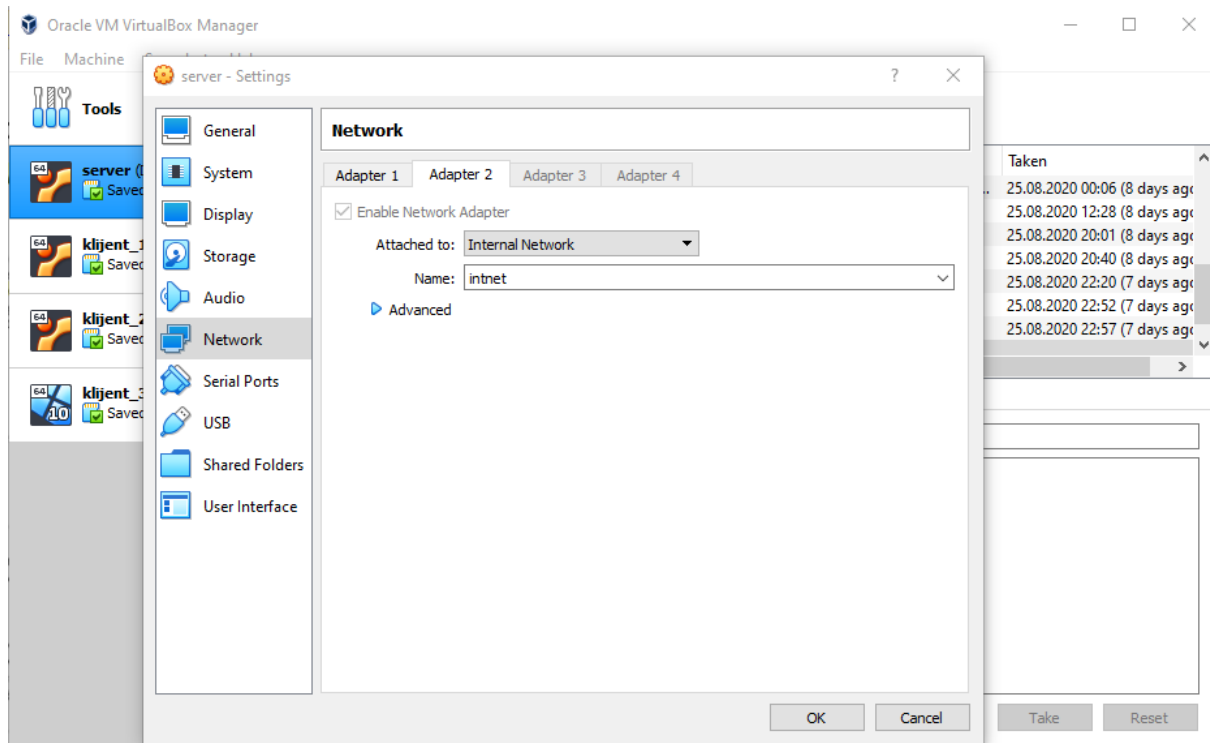 Oracle VM VirtualBox Manager
File Machine
server - Settings
?
Tools
General
System
Display
Storage
Audio
Network
Serial Ports
USB
Shared Folders
User Interface
Network
Adapter 1 Adapter 2 Adapter 3 Adapter 4
Enable Network Adapter
Attached to: Internal Network
Name: intnet
Advanced
OK Cancel
64 server
Saved
64 klijent_1
Saved
64 klijent_2
Saved
64 10 klijent_3
Saved
Taken
25.08.2020 00:06 (8 days ago
25.08.2020 12:28 (8 days ago
25.08.2020 20:01 (8 days ago
25.08.2020 20:40 (8 days ago
25.08.2020 22:20 (7 days ago
25.08.2020 22:52 (7 days ago
25.08.2020 22:57 (7 days ago
Take Reset